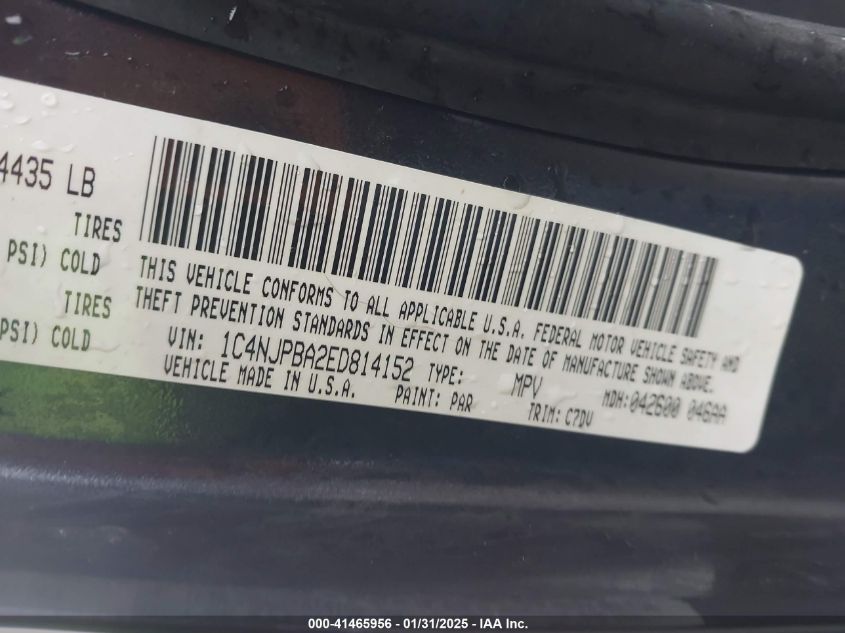 4435 LB
TIRES
PSI) COLD
TIRES
PSI) COLD
THIS VEHICLE CONFORMS TO ALL APPLICABLE U.S.A. FEDERAL MOTOR VEHICLE SAFETY AND
THEFT PREVENTION STANDARDS IN EFFECT ON THE DATE OF MANUFACTURE SHOWN ABOVE.
VIN: 1C4NJPBA2ED814152 TYPE: MPV MDH:042600 046AA
VEHICLE MADE IN U.S.A. PAINT: PAR TRIM: C7DV
000-41465956 - 01/31/2025 - IAA Inc.